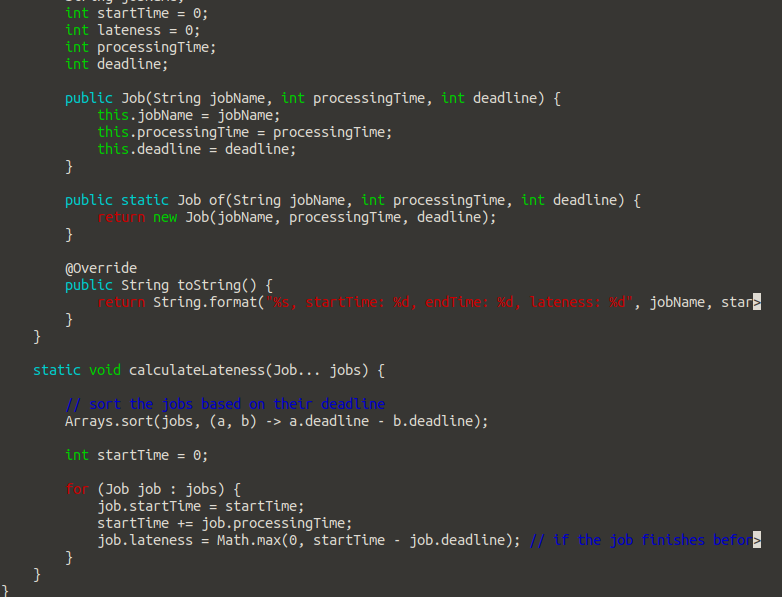 int startTime = 0;
int lateness = 0;
int processingTime;
int deadline;
public Job(String jobName, int processingTime, int deadline) {
this.jobName = jobName;
this.processingTime = processingTime;
this.deadline = deadline;
}
public static Job of(String jobName, int processingTime, int deadline) {
return new Job(jobName, processingTime, deadline);
}
@Override
public String toString() {
return String.format("%s, startTime: %d, endTime: %d, lateness: %d", jobName, star>
}
}
static void calculateLateness(Job... jobs) {
// sort the jobs based on their deadline
Arrays.sort(jobs, (a, b) -> a.deadline - b.deadline);
int startTime = 0;
for (Job job : jobs) {
job.startTime = startTime;
startTime += job.processingTime;
job.lateness = Math.max(0, startTime - job.deadline); // if the job finishes befor>
}
}
}